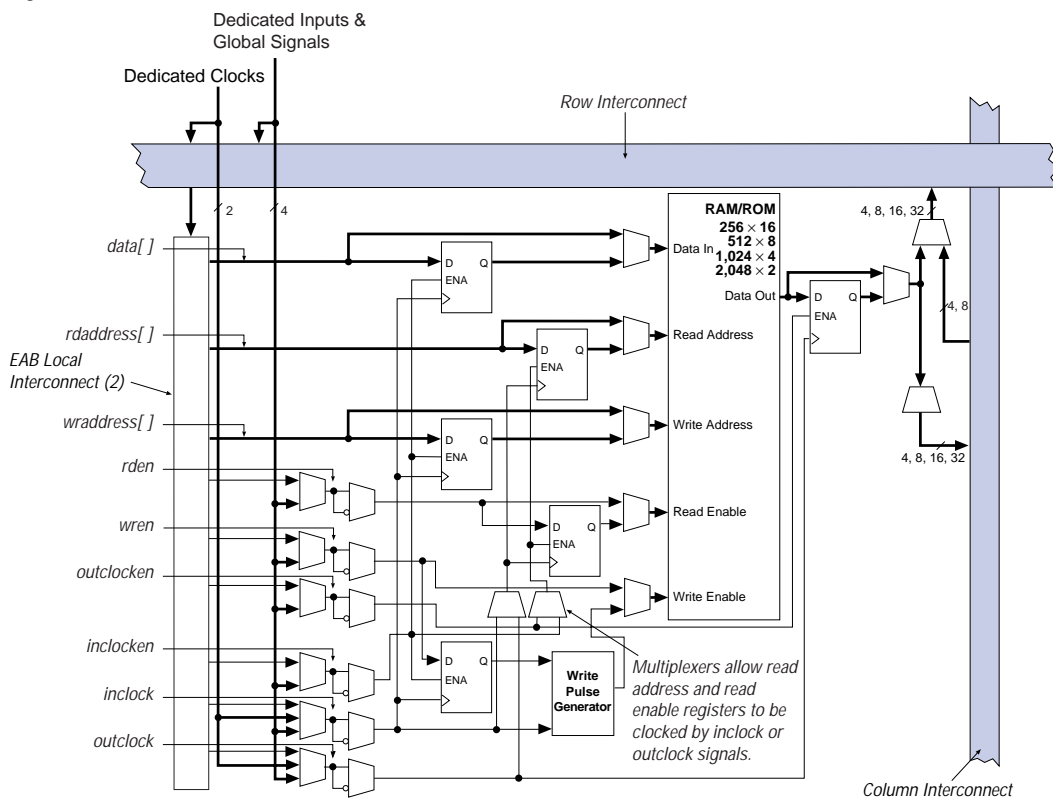 Dedicated Inputs &
Global Signals
Dedicated Clocks
Row Interconnect
2
4
4, 8, 16, 32
RAM/ROM
256 × 16
512 × 8
1,024 × 4
2,048 × 2
data[ ]
D
Q
ENA
Data In
Data Out
D
Q
ENA
4, 8
rdaddress[ ]
D
Q
ENA
Read Address
EAB Local
Interconnect (2)
wraddress[ ]
D
Q
ENA
Write Address
4, 8, 16, 32
rden
Read Enable
D
Q
ENA
wren
outclocken
Write Enable
inclocken
D
Q
ENA
Write
Pulse
Generator
Multiplexers allow read
address and read
enable registers to be
clocked by inclock or
outclock signals.
inclock
outclock
Column Interconnect